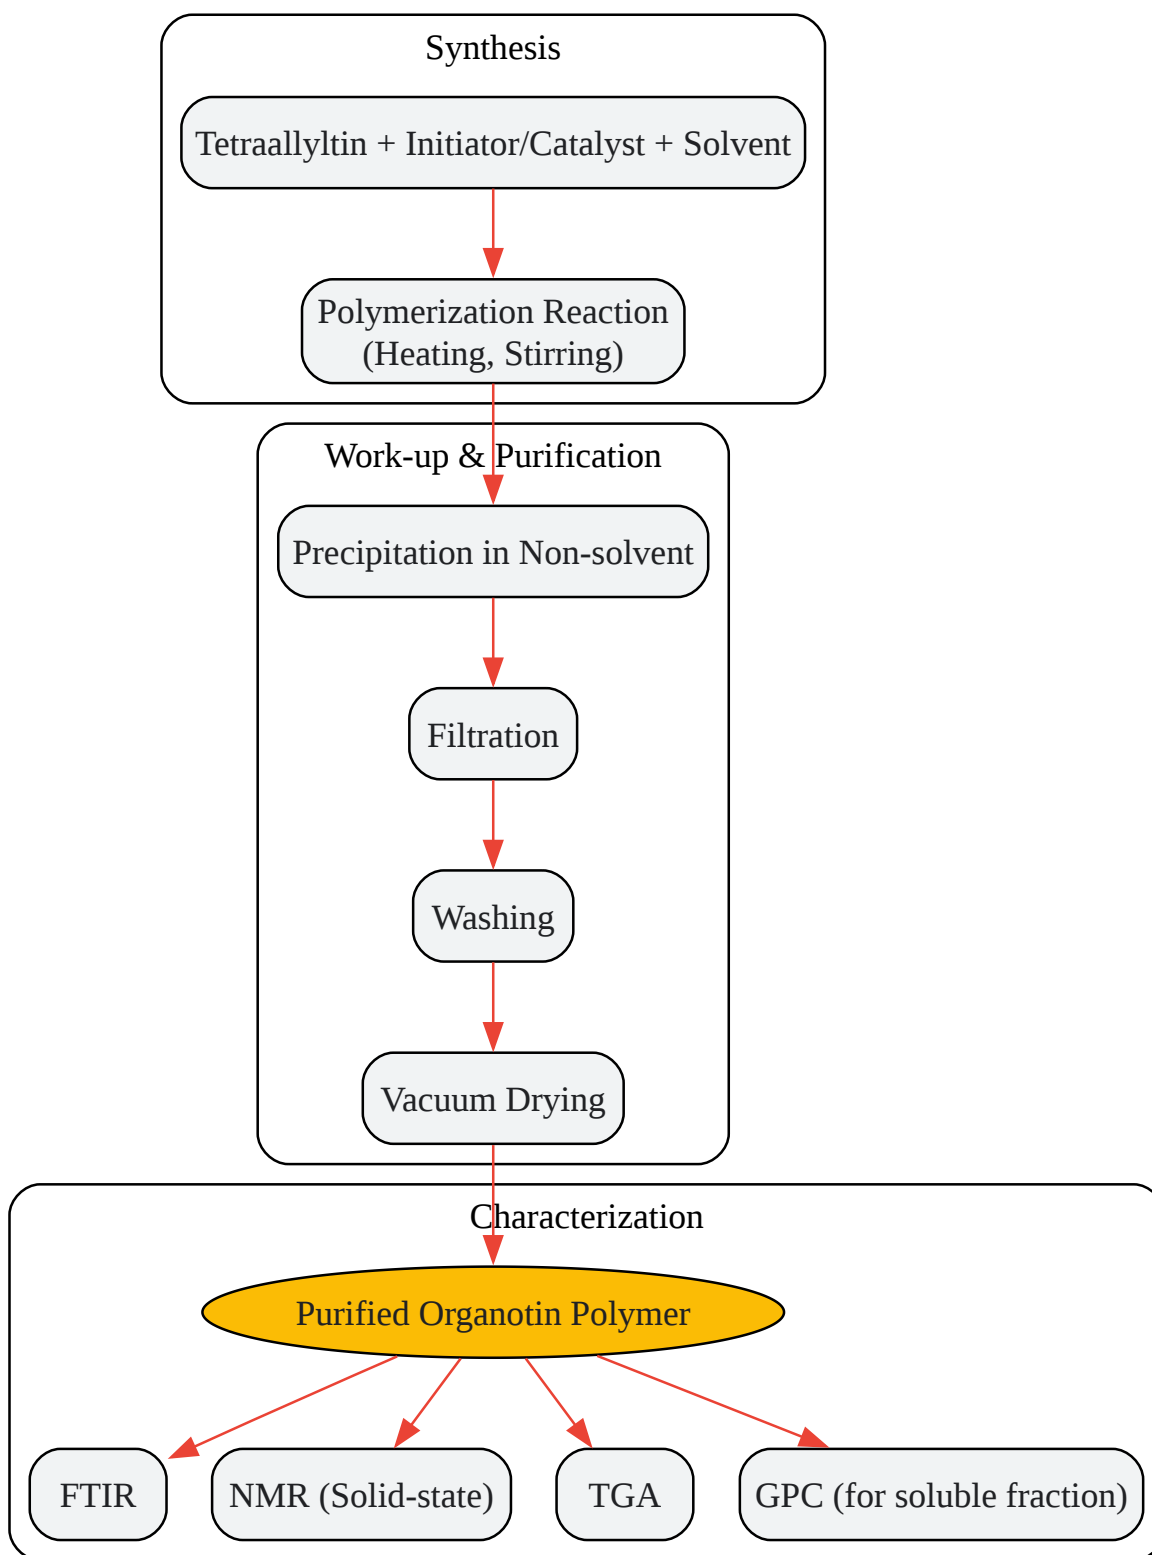 Synthesis
Tetraallyltin + Initiator/Catalyst + Solvent
Polymerization Reaction
(Heating, Stirring)
Work-up & Purification
Precipitation in Non-solvent
Filtration
Washing
Vacuum Drying
Characterization
Purified Organotin Polymer
FTIR
NMR (Solid-state)
TGA
GPC (for soluble fraction)